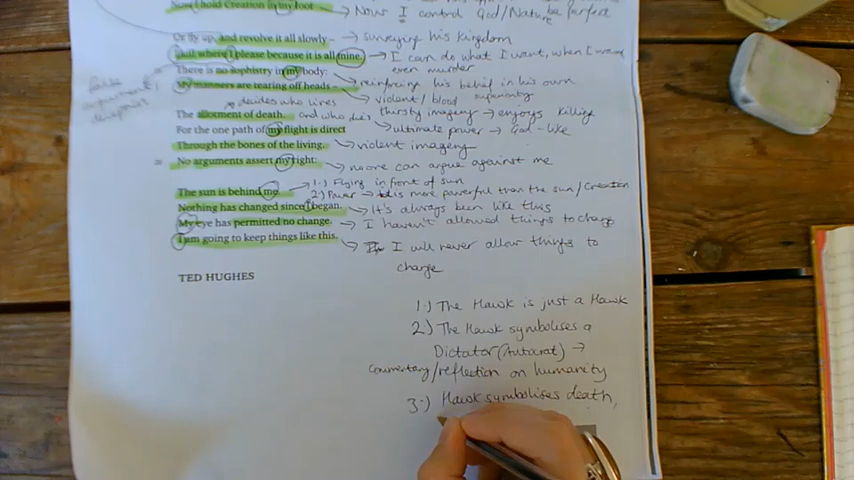 Now I hold Creation in my foot → Now I control God/Nature be perfect
Or fly up, and revolve it all slowly – → surveying his kingdom
I kill where I please because it is all mine. → I can do what I want, when I want
even murder
There is no sophistry in my body: → reinforcing his belief in his own
superiority
My manners are tearing off heads – → violent/blood
thirsty imagery → enjoys killing
decides who lives
and who dies
The allotment of death.
For the one path of my flight is direct → ultimate power → God-like
Through the bones of the living. → violent imagery
No arguments assert my right: → no one can argue against me
The sun is behind me. → 1.) Flying in front of sun
2.) Power → is more powerful than the sun/Creation
Nothing has changed since I began. → It's always been like this
My eye has permitted no change. → I haven't allowed things to change
I am going to keep things like this. → I will never allow things to
change
TED HUGHES
1.) The Hawk is just a Hawk
2.) The Hawk symbolises a
Dictator (Autocrat) →
Commentary/reflection on humanity
3.) Hawk symbolises death,